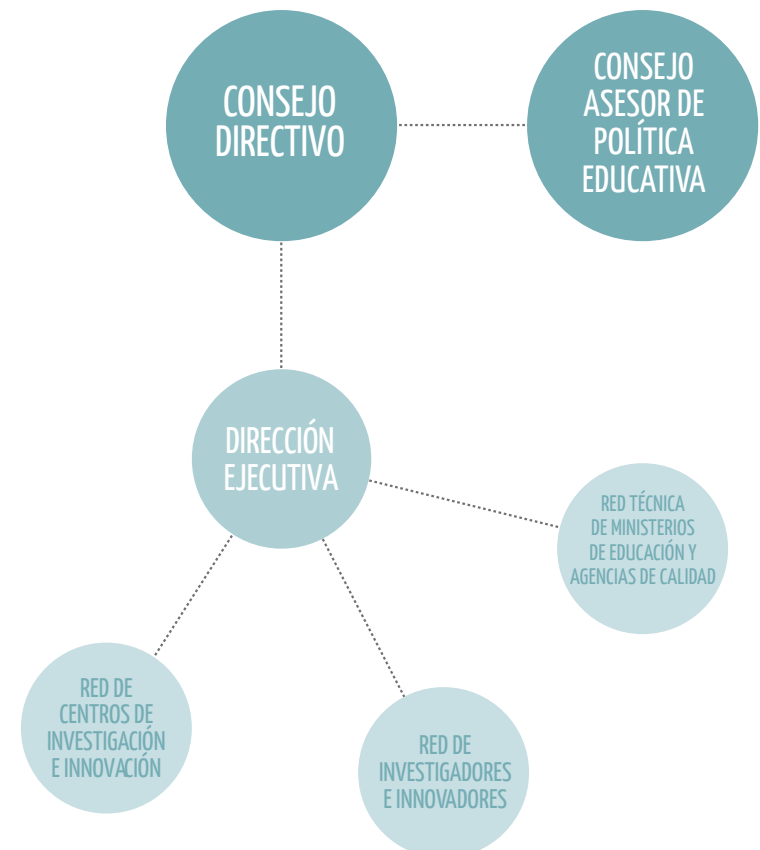 CONSEJO
DIRECTIVO
CONSEJO
ASESOR DE
POLÍTICA
EDUCATIVA
DIRECCIÓN
EJECUTIVA
RED TÉCNICA
DE MINISTERIOS
DE EDUCACIÓN Y
AGENCIAS DE CALIDAD
RED DE
CENTROS DE
INVESTIGACIÓN
E INNOVACIÓN
RED DE
INVESTIGADORES
E INNOVADORES